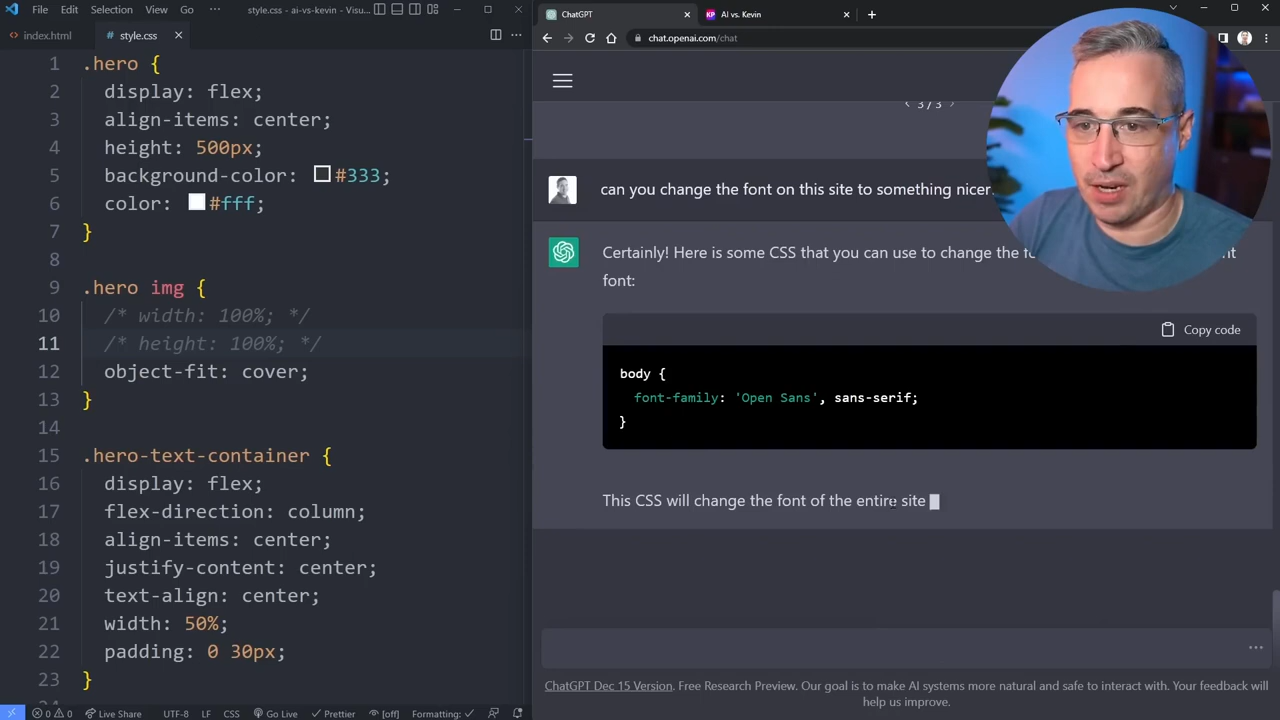 File Edit Selection View Go ··· style.css - ai-vs-kevin - Visu...
index.html
style.css
1 .hero {
2 display: flex;
3 align-items: center;
4 height: 500px;
5 background-color: #333;
6 color: #fff;
7 }
8
9 .hero img {
10 /* width: 100%; */
11 /* height: 100%; */
12 object-fit: cover;
13 }
14
15 .hero-text-container {
16 display: flex;
17 flex-direction: column;
18 align-items: center;
19 justify-content: center;
20 text-align: center;
21 width: 50%;
22 padding: 0 30px;
23 }
0 0 Live Share UTF-8 LF CSS Go Live Prettier [off] Formatting:
ChatGPT
KP AI vs. Kevin
chat.openai.com/chat
3/3
can you change the font on this site to something nicer.
Certainly! Here is some CSS that you can use to change the
font:
Copy code
body {
font-family: 'Open Sans', sans-serif;
}
This CSS will change the font of the entire site
ChatGPT Dec 15 Version. Free Research Preview. Our goal is to make AI systems more natural and safe to interact with. Your feedback will
help us improve.